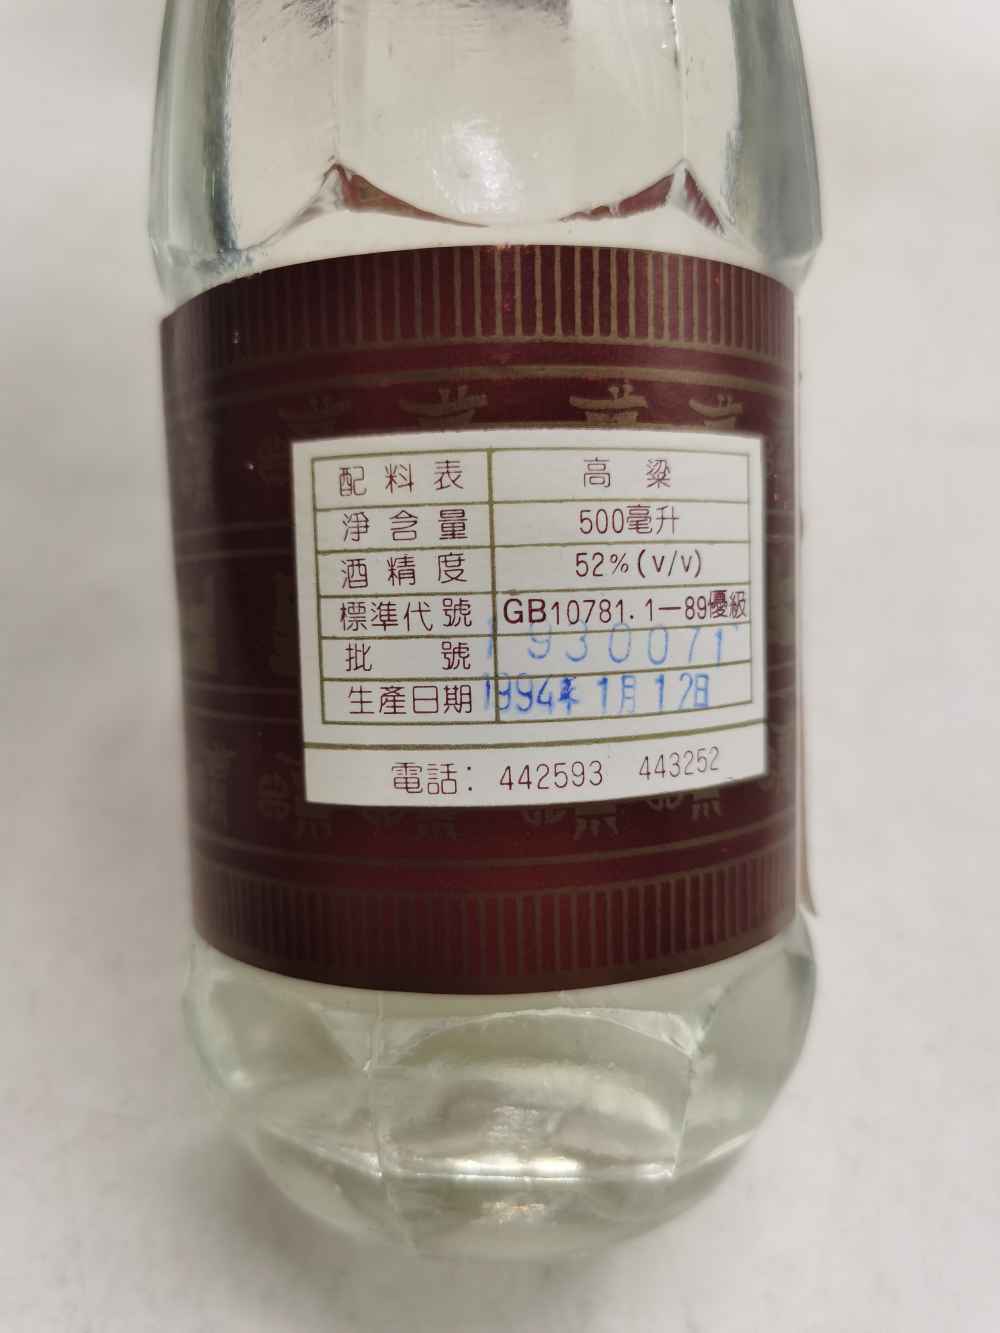 配料表 高粱
淨含量 500毫升
酒精度 52%(v/v)
標準代號 GB10781.1—89優級
批號 1930071
生產日期 1994年1月12日
電話: 442593 443252